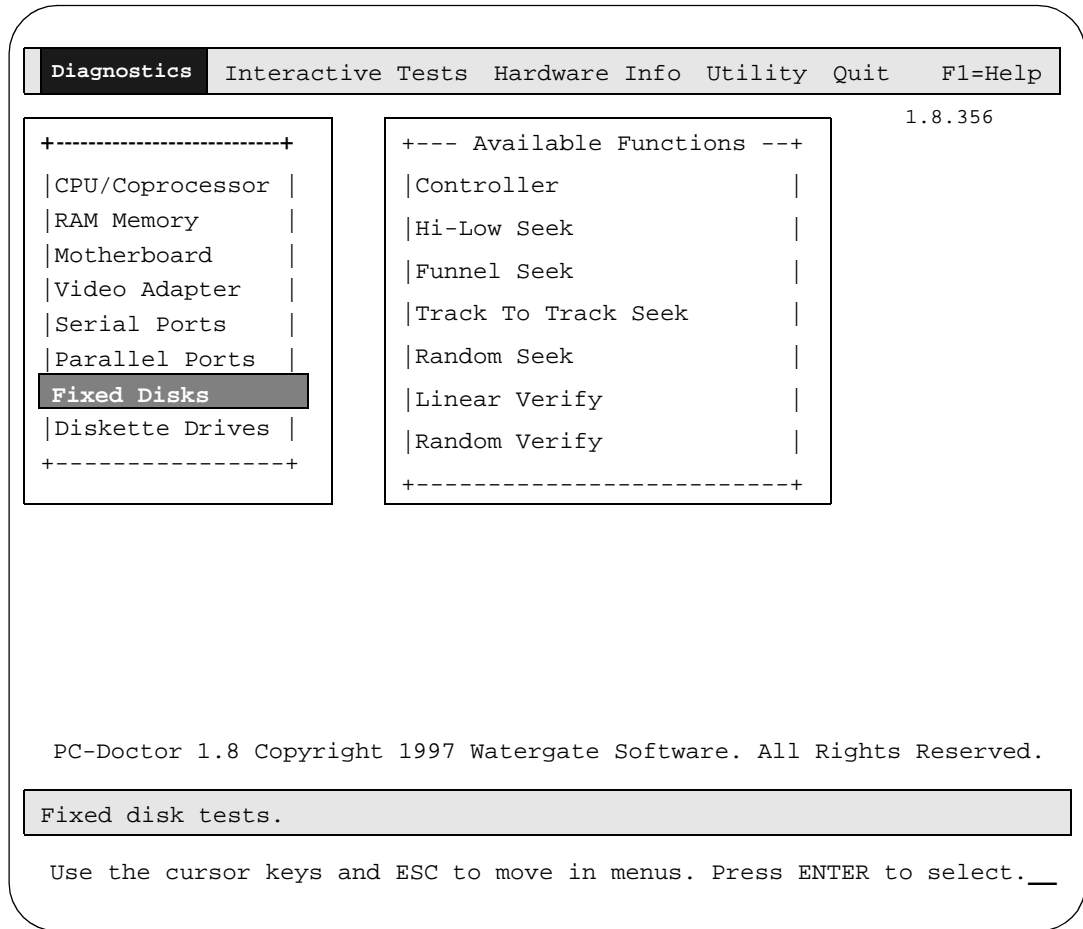 Diagnostics Interactive Tests Hardware Info Utility Quit F1=Help
1.8.356
+----------------------------+
|CPU/Coprocessor |
|RAM Memory |
|Motherboard |
|Video Adapter |
|Serial Ports |
|Parallel Ports |
Fixed Disks
|Diskette Drives |
+----------------+
+--- Available Functions --+
|Controller |
|Hi-Low Seek |
|Funnel Seek |
|Track To Track Seek |
|Random Seek |
|Linear Verify |
|Random Verify |
+--------------------------+
PC-Doctor 1.8 Copyright 1997 Watergate Software. All Rights Reserved.
Fixed disk tests.
Use the cursor keys and ESC to move in menus. Press ENTER to select.__